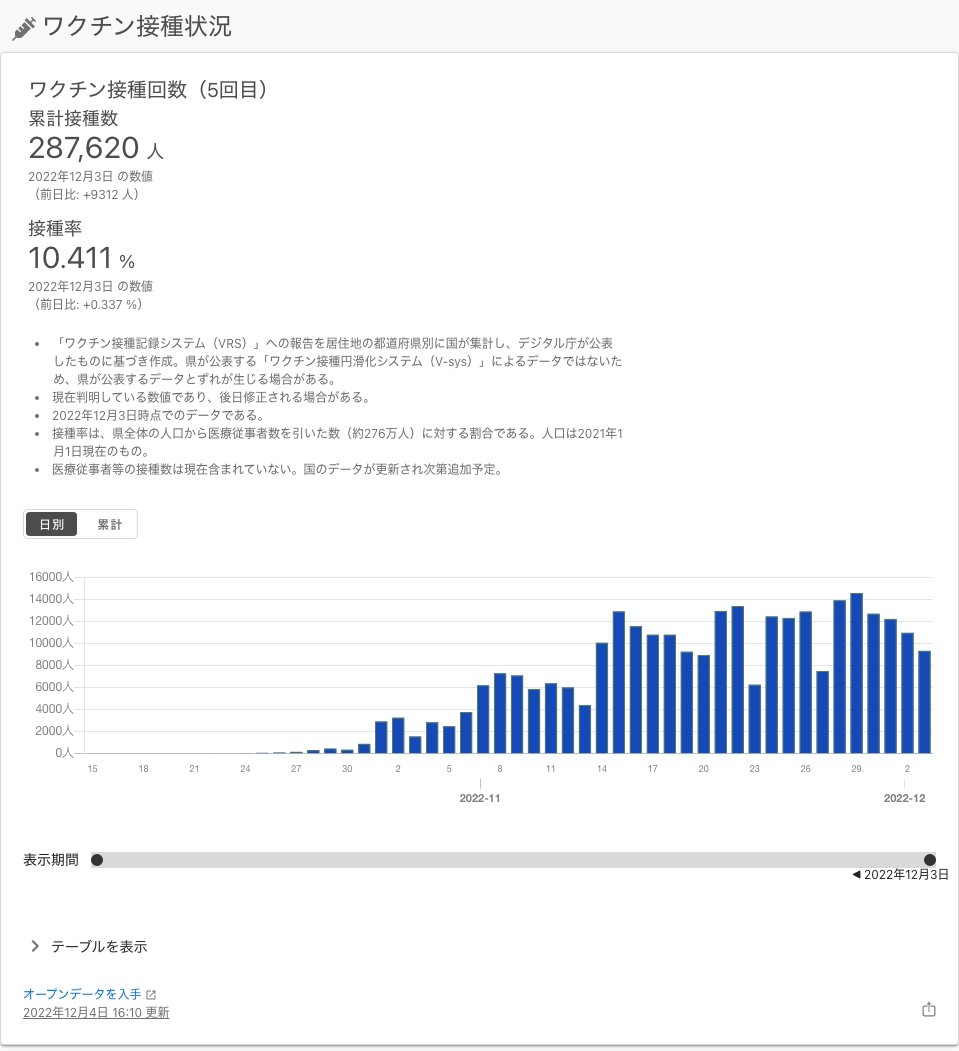 ワクチン接種状況
ワクチン接種回数（5回目）
累計接種数
287,620 人
2022年12月3日 の数値
（前日比: +9312 人）
接種率
10.411 %
2022年12月3日 の数値
（前日比: +0.337 %）
• 「ワクチン接種記録システム（VRS）」への報告を居住地の都道府県別に国が集計し、デジタル庁が公表
したものに基づき作成。県が公表する「ワクチン接種円滑化システム（V-sys）」によるデータではないた
め、県が公表するデータとずれが生じる場合がある。
• 現在判明している数値であり、後日修正される場合がある。
• 2022年12月3日時点でのデータである。
• 接種率は、県全体の人口から医療従事者数を引いた数（約276万人）に対する割合である。人口は2021年1
月1日現在のもの。
• 医療従事者等の接種数は現在含まれていない。国のデータが更新され次第追加予定。
日別 累計
16000人
14000人
12000人
10000人
8000人
6000人
4000人
2000人
0人
15 18 21 24 27 30 2 5 8 11 14 17 20 23 26 29 2
2022-11 2022-12
表示期間
◀ 2022年12月3日
テーブルを表示
オープンデータを入手
2022年12月4日 16:10 更新